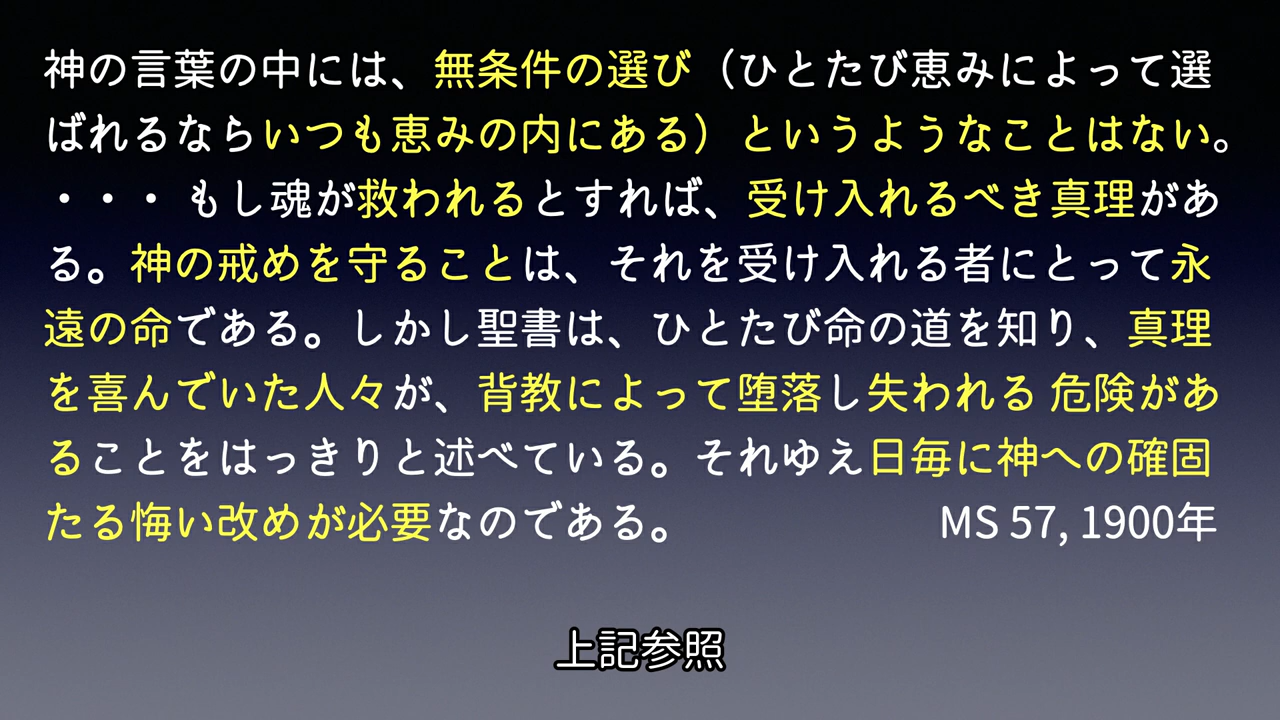 神の言葉の中には、無条件の選び（ひとたび恵みによって選
ばれるならいつも恵みの内にある）というようなことはない。
・・・ もし魂が救われるとすれば、受け入れるべき真理があ
る。神の戒めを守ることは、それを受け入れる者にとって永
遠の命である。しかし聖書は、ひとたび命の道を知り、真理
を喜んでいた人々が、背教によって堕落し失われる 危険があ
ることをはっきりと述べている。それゆえ日毎に神への確固
たる悔い改めが必要なのである。 MS 57, 1900年
上記参照